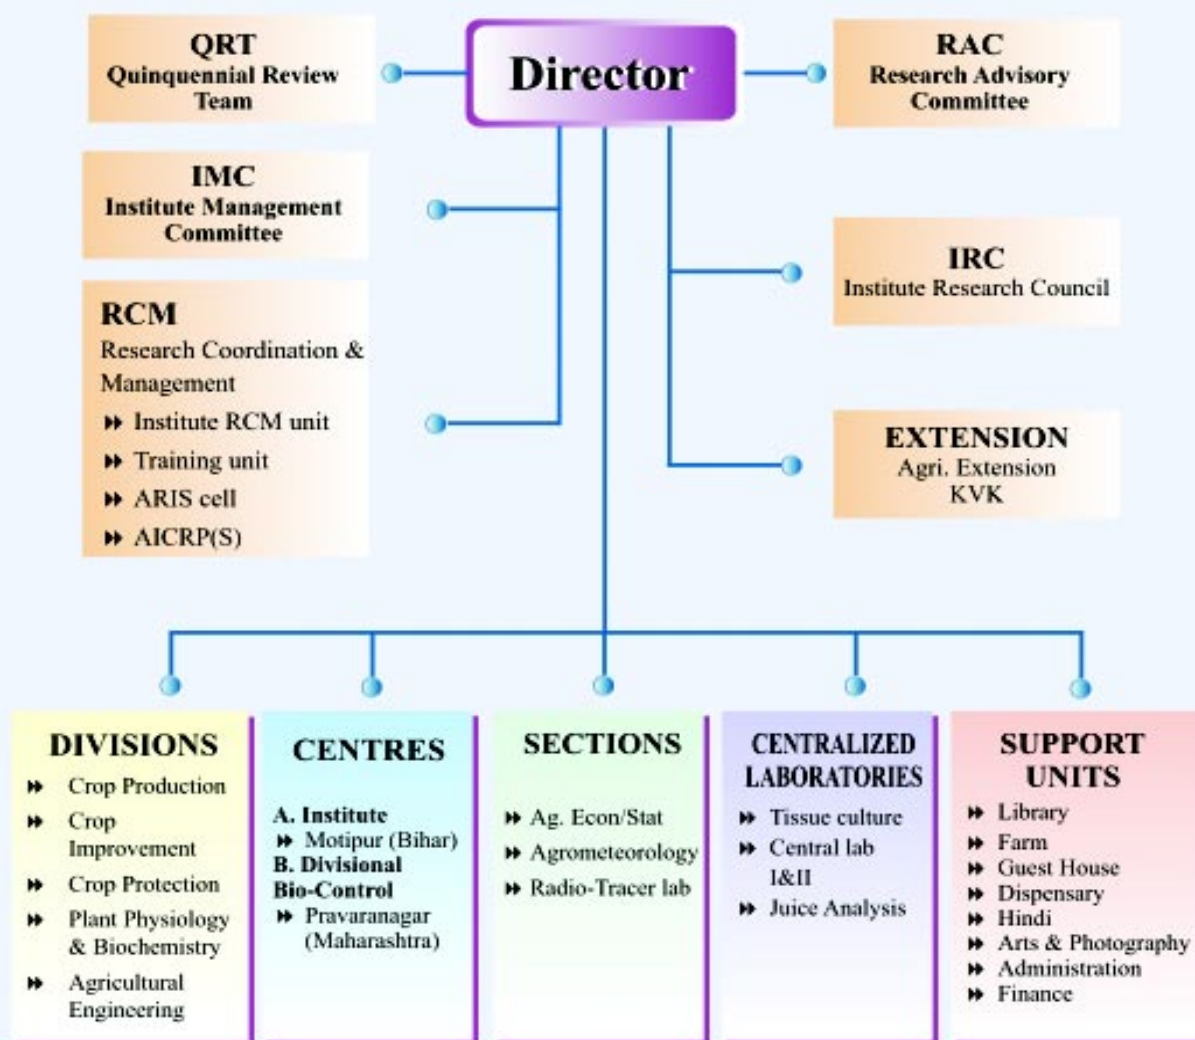 QRT
Quinquennial Review
Team
Director
RAC
Research Advisory
Committee
IMC
Institute Management
Committee
RCM
Research Coordination &
Management
Institute RCM unit
Training unit
ARIS cell
AICRP(S)
IRC
Institute Research Council
EXTENSION
Agri. Extension
KVK
DIVISIONS
Crop Production
Crop
Improvement
Crop Protection
Plant Physiology
& Biochemistry
Agricultural
Engineering
CENTRES
A. Institute
Motipur (Bihar)
B. Divisional
Bio-Control
Pravaranagar
(Maharashtra)
SECTIONS
Ag. Econ/Stat
Agrometeorology
Radio-Tracer lab
CENTRALIZED
LABORATORIES
Tissue culture
Central lab
I&II
Juice Analysis
SUPPORT
UNITS
Library
Farm
Guest House
Dispensary
Hindi
Arts & Photography
Administration
Finance